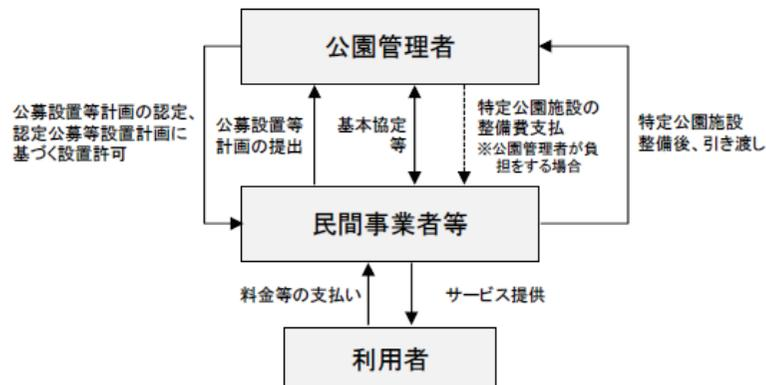 公園管理者
公募設置等計画の認定、
認定公募等設置計画に
基づく設置許可
公募設置等
計画の提出
基本協定
等
特定公園施設の
整備費支払
※公園管理者が負
担をする場合
特定公園施設
整備後、引き渡し
民間事業者等
料金等の支払い
サービス提供
利用者